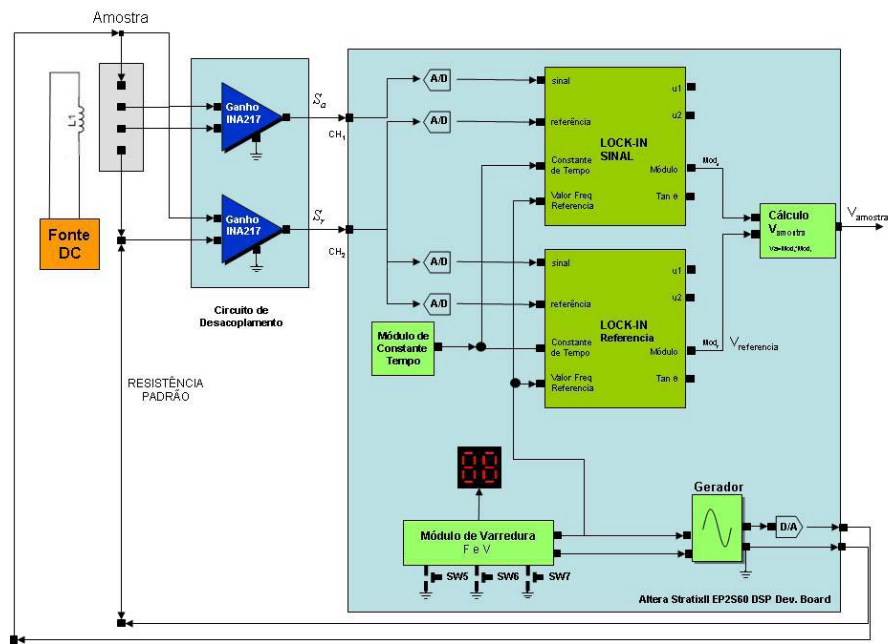 Amostra
L1
Fonte
DC
RESISTÊNCIA
PADRÃO
Ganho
INA217
Ganho
INA217
Circuito de
Desacoplamento
Sa
CH1
Sr
CH2
A/D
A/D
A/D
A/D
sinal
referência
Constante
de Tempo
Valor Freq
Referencia
LOCK-IN
SINAL
u1
u2
Módulo
Tan θ
sinal
referência
Constante
de Tempo
Valor Freq
Referencia
LOCK-IN
Referencia
u1
u2
Módulo
Tan θ
Módulo de
Constante
Tempo
Cálculo
Vamostra
Vamostra
Vreferencia
88
Módulo de Varredura
F e V
SW5
SW6
SW7
Gerador
D/A
Altera StratixII EP2S60 DSP Dev. Board